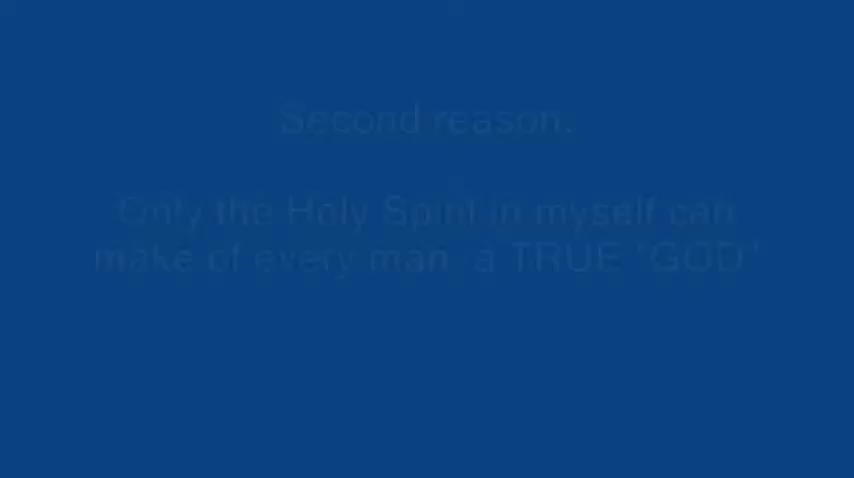 Second reason.
Only the Holy Spirit in myself can
make of every man a TRUE "GOD"